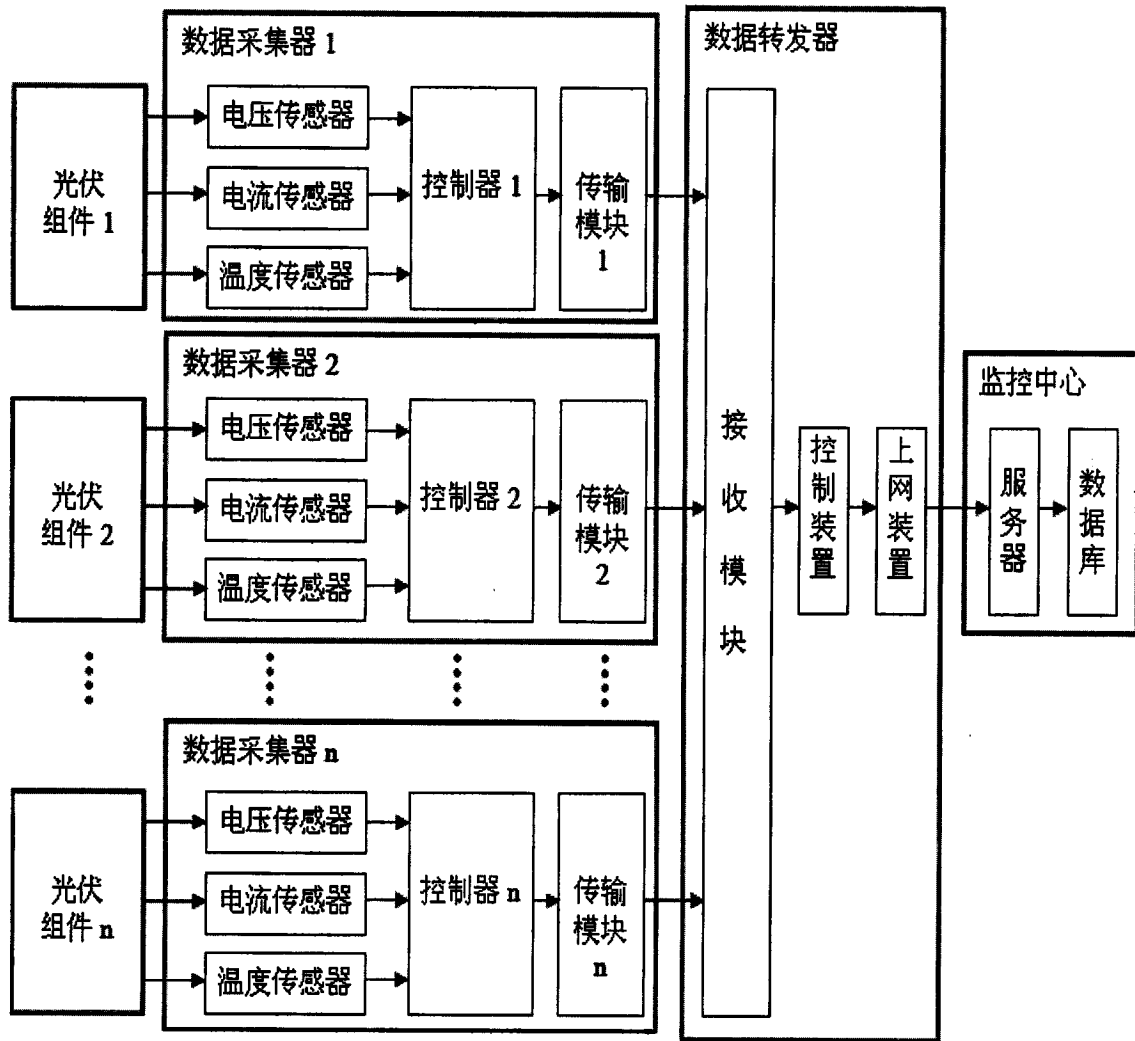 数据采集器 1
光伏
组件 1
电压传感器
电流传感器
温度传感器
控制器 1
传输
模块
1
数据采集器 2
光伏
组件 2
电压传感器
电流传感器
温度传感器
控制器 2
传输
模块
2
数据采集器 n
光伏
组件 n
电压传感器
电流传感器
温度传感器
控制器 n
传输
模块
n
数据转发器
接收模块
控制装置
上网装置
监控中心
服务器
数据库